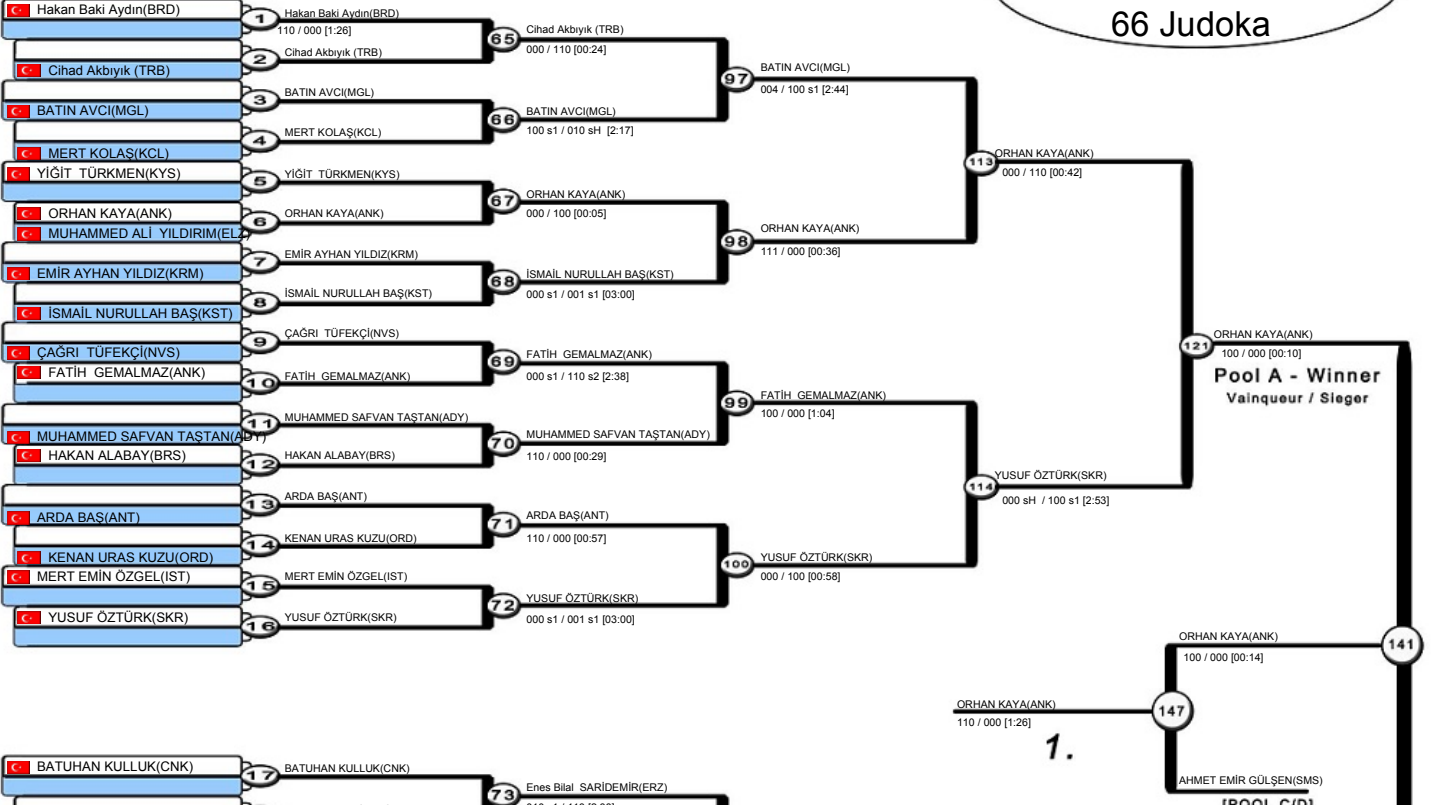 66 Judoka
Hakan Baki Aydın(BRD)
Cihad Akbıyık (TRB)
BATIN AVCI(MGL)
MERT KOLAŞ(KCL)
YİĞİT TÜRKMEN(KYS)
ORHAN KAYA(ANK)
MUHAMMED ALİ YILDIRIM(ELZ)
EMİR AYHAN YILDIZ(KRM)
İSMAİL NURULLAH BAŞ(KST)
ÇAĞRI TÜFEKÇİ(NVS)
FATİH GEMALMAZ(ANK)
MUHAMMED SAFVAN TAŞTAN(ADY)
HAKAN ALABAY(BRS)
ARDA BAŞ(ANT)
KENAN URAS KUZU(ORD)
MERT EMİN ÖZGEL(IST)
YUSUF ÖZTÜRK(SKR)
1
2
3
4
5
6
7
8
9
10
11
12
13
14
15
16
Hakan Baki Aydın(BRD)
110 / 000 [1:26]
Cihad Akbıyık (TRB)
BATIN AVCI(MGL)
MERT KOLAŞ(KCL)
YİĞİT TÜRKMEN(KYS)
ORHAN KAYA(ANK)
EMİR AYHAN YILDIZ(KRM)
İSMAİL NURULLAH BAŞ(KST)
ÇAĞRI TÜFEKÇİ(NVS)
FATİH GEMALMAZ(ANK)
MUHAMMED SAFVAN TAŞTAN(ADY)
HAKAN ALABAY(BRS)
ARDA BAŞ(ANT)
KENAN URAS KUZU(ORD)
MERT EMİN ÖZGEL(IST)
YUSUF ÖZTÜRK(SKR)
65
66
67
68
69
70
71
72
Cihad Akbıyık (TRB)
000 / 110 [00:24]
BATIN AVCI(MGL)
100 s1 / 010 sH [2:17]
ORHAN KAYA(ANK)
000 / 100 [00:05]
İSMAİL NURULLAH BAŞ(KST)
000 s1 / 001 s1 [03:00]
FATİH GEMALMAZ(ANK)
000 s1 / 110 s2 [2:38]
MUHAMMED SAFVAN TAŞTAN(ADY)
110 / 000 [00:29]
ARDA BAŞ(ANT)
110 / 000 [00:57]
YUSUF ÖZTÜRK(SKR)
000 s1 / 001 s1 [03:00]
97
98
99
100
BATIN AVCI(MGL)
004 / 100 s1 [2:44]
ORHAN KAYA(ANK)
111 / 000 [00:36]
FATİH GEMALMAZ(ANK)
100 / 000 [1:04]
YUSUF ÖZTÜRK(SKR)
000 / 100 [00:58]
113
114
ORHAN KAYA(ANK)
000 / 110 [00:42]
YUSUF ÖZTÜRK(SKR)
000 sH / 100 s1 [2:53]
121
ORHAN KAYA(ANK)
100 / 000 [00:10]
Pool A - Winner
Vainqueur / Sieger
141
ORHAN KAYA(ANK)
100 / 000 [00:14]
147
ORHAN KAYA(ANK)
110 / 000 [1:26]
1.
AHMET EMİR GÜLŞEN(SMS)
[POOL C/D]
BATUHAN KULLUK(CNK)
17
BATUHAN KULLUK(CNK)
73
Enes Bilal SARİDEMİR(ERZ)